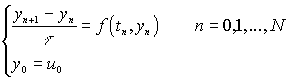 { (y_{n+1} − y_n) / τ = f(t_n, y_n)    n = 0,1,...,N
y_0 = u_0